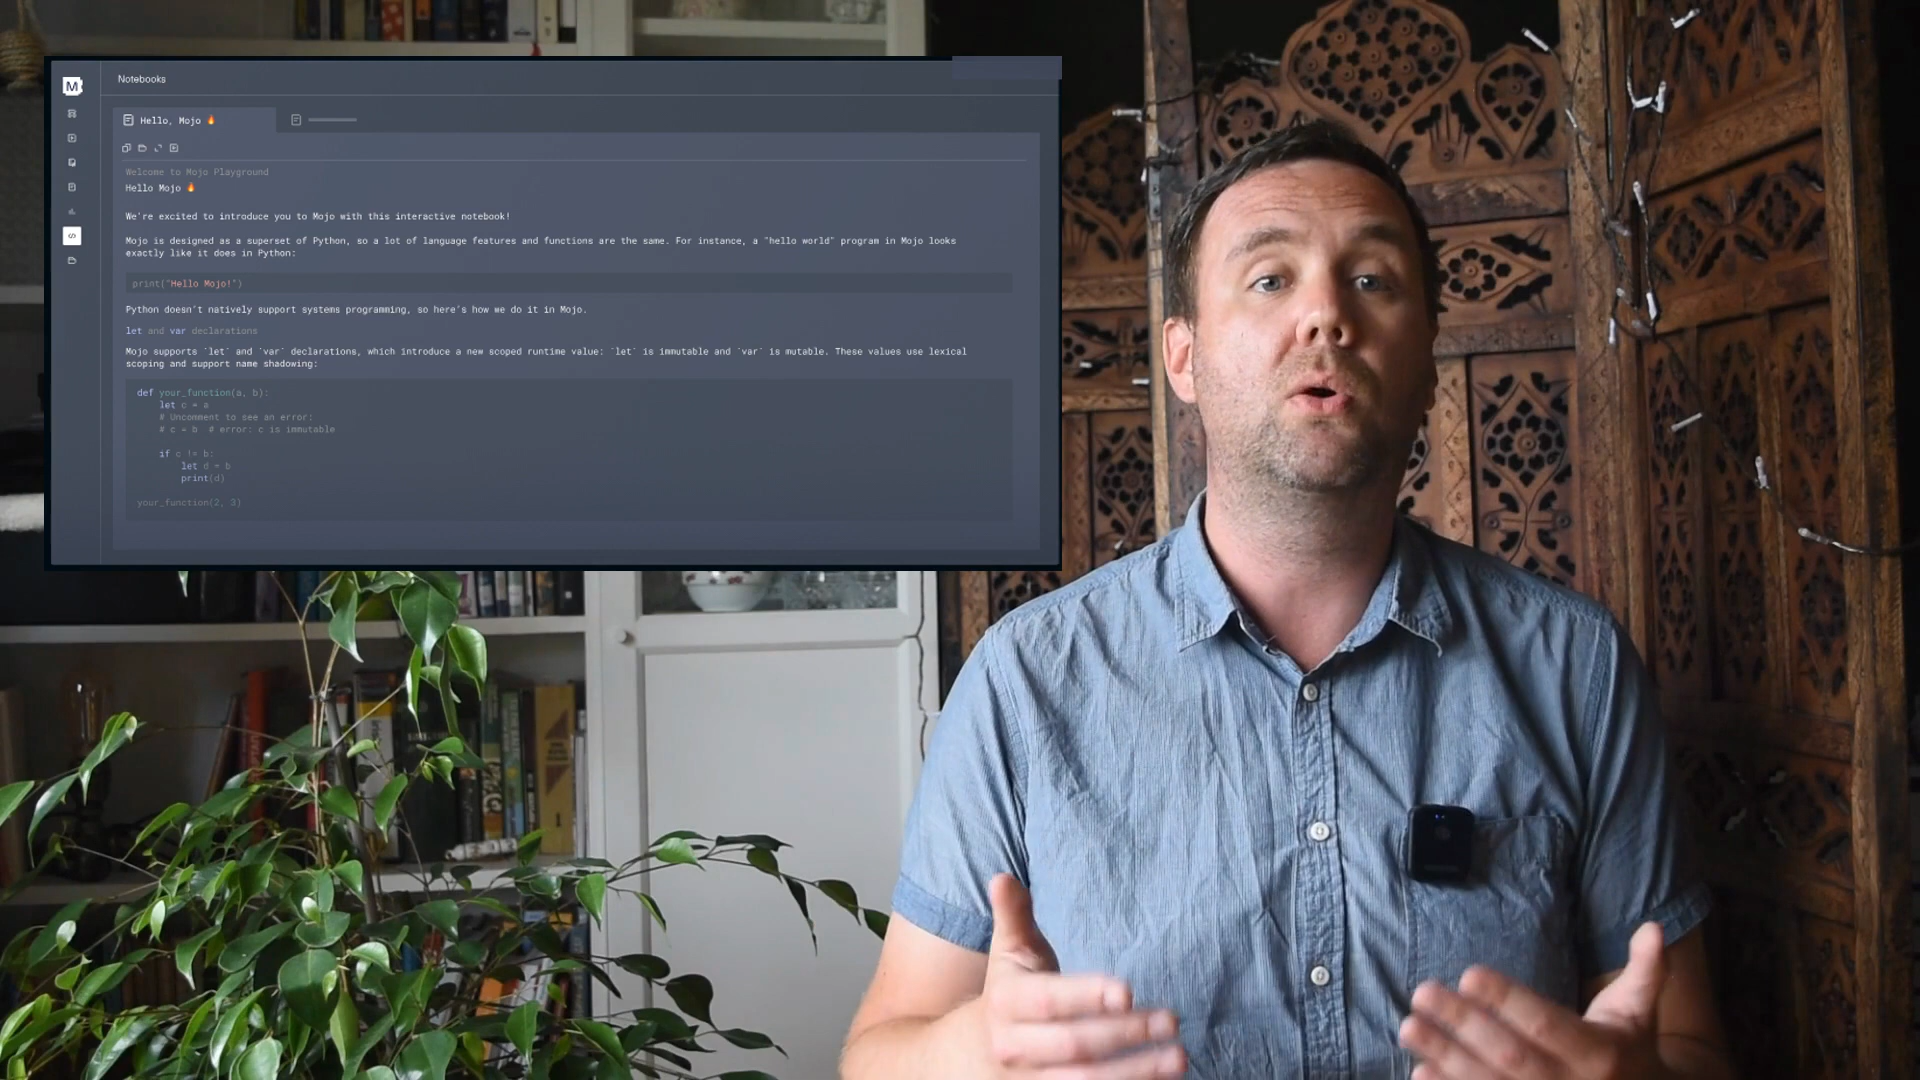 M
Notebooks
Hello, Mojo 🔥
Welcome to Mojo Playground
Hello Mojo 🔥
We're excited to introduce you to Mojo with this interactive notebook!
Mojo is designed as a superset of Python, so a lot of language features and functions are the same. For instance, a "hello world" program in Mojo looks
exactly like it does in Python:
print("Hello Mojo!")
Python doesn't natively support systems programming, so here's how we do it in Mojo.
let and var declarations
Mojo supports `let` and `var` declarations, which introduce a new scoped runtime value: `let` is immutable and `var` is mutable. These values use lexical
scoping and support name shadowing:
def your_function(a, b):
let c = a
# Uncomment to see an error:
# c = b # error: c is immutable
if c != b:
let d = b
print(d)
your_function(2, 3)